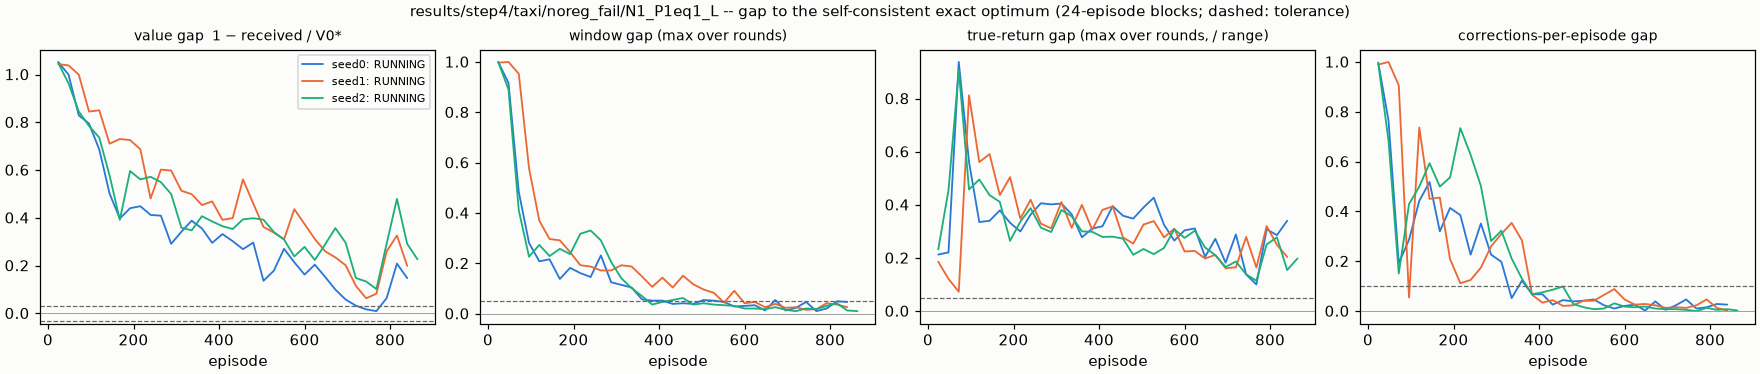 results/step4/taxi/noreg_fail/N1_P1eq1_L -- gap to the self-consistent exact optimum (24-episode blocks; dashed: tolerance)
value gap 1 − received / V0*
1.0
0.8
0.6
0.4
0.2
0.0
0 200 400 600 800
episode
seed0: RUNNING
seed1: RUNNING
seed2: RUNNING
window gap (max over rounds)
1.0
0.8
0.6
0.4
0.2
0.0
0 200 400 600 800
episode
true-return gap (max over rounds, / range)
0.8
0.6
0.4
0.2
0.0
0 200 400 600 800
episode
corrections-per-episode gap
1.0
0.8
0.6
0.4
0.2
0.0
0 200 400 600 800
episode